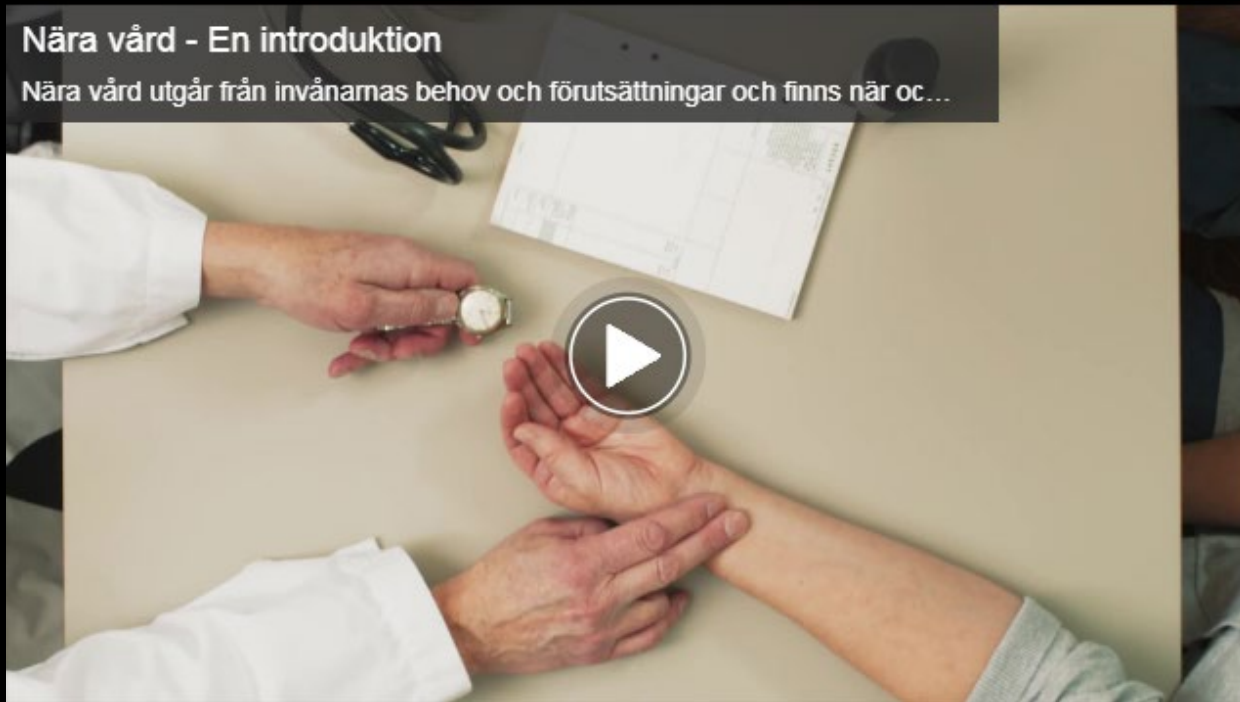 Nära vård - En introduktion
Nära vård utgår från invånarnas behov och förutsättningar och finns när oc...